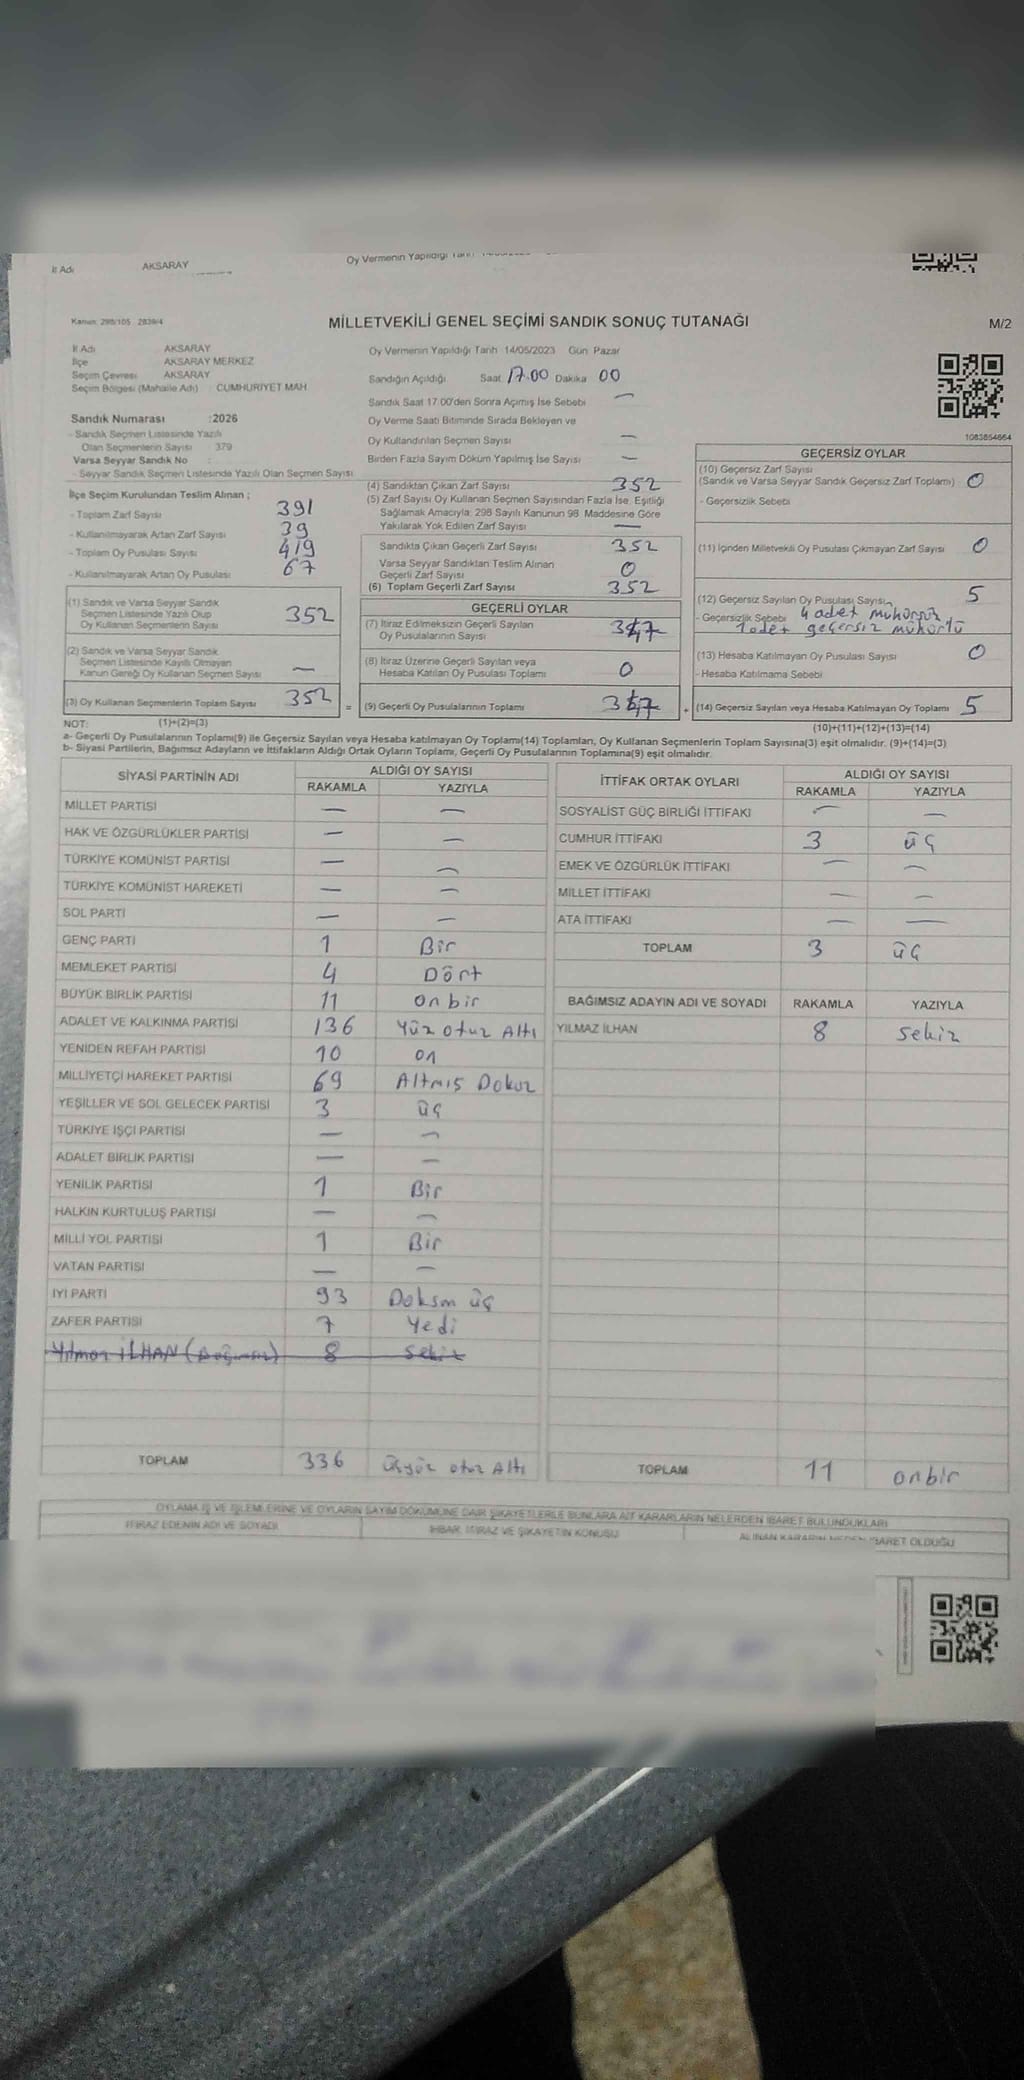 İl Adı AKSARAY
Oy Vermenin Yapıldığı
Kanun: 298/105 2839/4
MİLLETVEKİLİ GENEL SEÇİMİ SANDIK SONUÇ TUTANAĞI
M/2
İl Adı AKSARAY
İlçe AKSARAY MERKEZ
Seçim Çevresi AKSARAY
Seçim Bölgesi (Mahalle Adı) : CUMHURİYET MAH
Sandık Numarası :2026
- Sandık Seçmen Listesinde Yazılı
Olan Seçmenlerin Sayısı : 379
Varsa Seyyar Sandık No :
- Seyyar Sandık Seçmen Listesinde Yazılı Olan Seçmen Sayısı
İlçe Seçim Kurulundan Teslim Alınan ;
- Toplam Zarf Sayısı 391
- Kullanılmayarak Artan Zarf Sayısı 39
- Toplam Oy Pusulası Sayısı 419
- Kullanılmayarak Artan Oy Pusulası 67
(1) Sandık ve Varsa Seyyar Sandık
Seçmen Listesinde Yazılı Olup
Oy Kullanan Seçmenlerin Sayısı 352
(2) Sandık ve Varsa Seyyar Sandık
Seçmen Listesinde Kayıtlı Olmayan
Kanun Gereği Oy Kullanan Seçmen Sayısı —
(3) Oy Kullanan Seçmenlerin Toplam Sayısı 352 =
Oy Vermenin Yapıldığı Tarih 14/05/2023 Gün Pazar
Sandığın Açıldığı Saat 17.00 Dakika 00
Sandık Saat 17.00'den Sonra Açılmış İse Sebebi —
Oy Verme Saati Bitiminde Sırada Bekleyen ve
Oy Kullandırılan Seçmen Sayısı —
Birden Fazla Sayım Döküm Yapılmış İse Sayısı —
(4) Sandıktan Çıkan Zarf Sayısı 352
(5) Zarf Sayısı Oy Kullanan Seçmen Sayısından Fazla İse, Eşitliği
Sağlamak Amacıyla; 298 Sayılı Kanunun 98. Maddesine Göre
Yakılarak Yok Edilen Zarf Sayısı —
Sandıkta Çıkan Geçerli Zarf Sayısı 352
Varsa Seyyar Sandıktan Teslim Alınan
Geçerli Zarf Sayısı 0
(6) Toplam Geçerli Zarf Sayısı 352
GEÇERLİ OYLAR
(7) İtiraz Edilmeksizin Geçerli Sayılan
Oy Pusulalarının Sayısı 347
(8) İtiraz Üzerine Geçerli Sayılan veya
Hesaba Katılan Oy Pusulası Toplamı 0
(9) Geçerli Oy Pusulalarının Toplamı 347 +
1083854664
GEÇERSİZ OYLAR
(10) Geçersiz Zarf Sayısı
(Sandık ve Varsa Seyyar Sandık Geçersiz Zarf Toplamı) 0
- Geçersizlik Sebebi
(11) İçinden Milletvekili Oy Pusulası Çıkmayan Zarf Sayısı 0
(12) Geçersiz Sayılan Oy Pusulası Sayısı 5
- Geçersizlik Sebebi 4 adet mühürsüz,
1 adet geçersiz mühürlü
(13) Hesaba Katılmayan Oy Pusulası Sayısı 0
- Hesaba Katılmama Sebebi
(14) Geçersiz Sayılan veya Hesaba Katılmayan Oy Toplamı 5
NOT: (1)+(2)=(3)
(10)+(11)+(12)+(13)=(14)
a- Geçerli Oy Pusulalarının Toplamı(9) ile Geçersiz Sayılan veya Hesaba katılmayan Oy Toplamı(14) Toplamları, Oy Kullanan Seçmenlerin Toplam Sayısına(3) eşit olmalıdır. (9)+(14)=(3)
b- Siyasi Partilerin, Bağımsız Adayların ve İttifakların Aldığı Ortak Oyların Toplamı, Geçerli Oy Pusulalarının Toplamına(9) eşit olmalıdır.
SİYASİ PARTİNİN ADI ALDIĞI OY SAYISI
RAKAMLA YAZIYLA
MİLLET PARTİSİ — —
HAK VE ÖZGÜRLÜKLER PARTİSİ — —
TÜRKİYE KOMÜNİST PARTİSİ — —
TÜRKİYE KOMÜNİST HAREKETİ — —
SOL PARTİ — —
GENÇ PARTİ 1 Bir
MEMLEKET PARTİSİ 4 Dört
BÜYÜK BİRLİK PARTİSİ 11 on bir
ADALET VE KALKINMA PARTİSİ 136 Yüz otuz Altı
YENİDEN REFAH PARTİSİ 10 on
MİLLİYETÇİ HAREKET PARTİSİ 69 Altmış Dokuz
YEŞİLLER VE SOL GELECEK PARTİSİ 3 üç
TÜRKİYE İŞÇİ PARTİSİ — —
ADALET BİRLİK PARTİSİ — —
YENİLİK PARTİSİ 1 Bir
HALKIN KURTULUŞ PARTİSİ — —
MİLLİ YOL PARTİSİ 1 Bir
VATAN PARTİSİ — —
İYİ PARTİ 93 Doksan üç
ZAFER PARTİSİ 7 Yedi
Yılmaz İLHAN (Bağımsız) 8 Sekiz
TOPLAM 336 üçyüz otuz Altı
İTTİFAK ORTAK OYLARI ALDIĞI OY SAYISI
RAKAMLA YAZIYLA
SOSYALİST GÜÇ BİRLİĞİ İTTİFAKI — —
CUMHUR İTTİFAKI 3 üç
EMEK VE ÖZGÜRLÜK İTTİFAKI — —
MİLLET İTTİFAKI — —
ATA İTTİFAKI — —
TOPLAM 3 üç
BAĞIMSIZ ADAYIN ADI VE SOYADI RAKAMLA YAZIYLA
YILMAZ İLHAN 8 sekiz
TOPLAM 11 onbir
OYLAMA İŞ VE İŞLEMLERİNE VE OYLARIN SAYIM DÖKÜMÜNE DAİR ŞİKAYETLERLE BUNLARA AİT KARARLARIN NELERDEN İBARET BULUNDUKLARI
İTİRAZ EDENİN ADI VE SOYADI İHBAR, İTİRAZ VE ŞİKAYETİN KONUSU ALINAN KARARIN NEDEN İBARET OLDUĞU